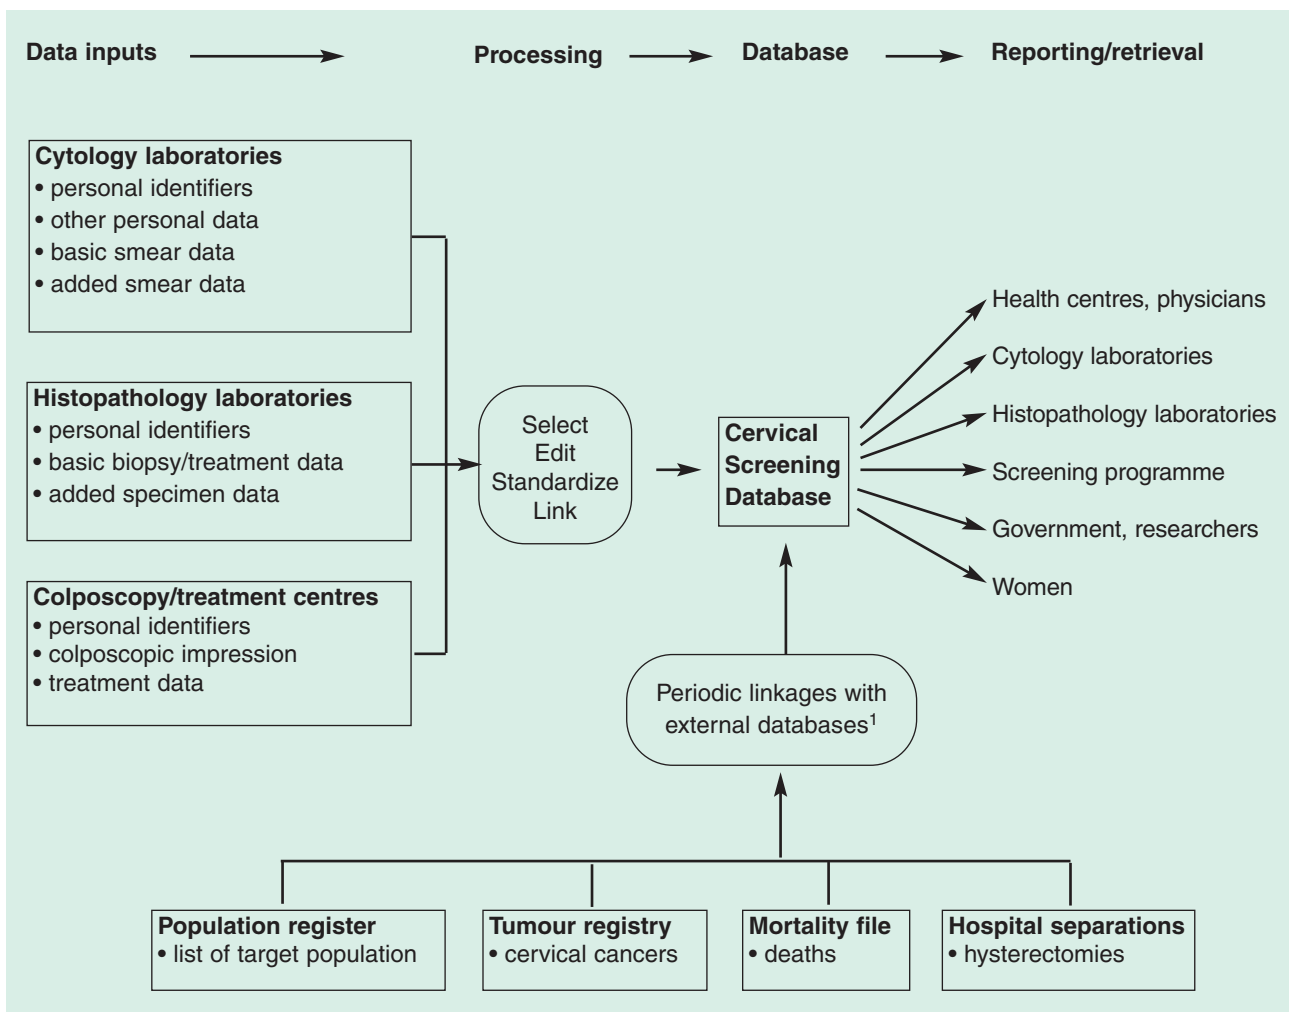 Data inputs
Processing
Database
Reporting/retrieval
Cytology laboratories
• personal identifiers
• other personal data
• basic smear data
• added smear data
Histopathology laboratories
• personal identifiers
• basic biopsy/treatment data
• added specimen data
Colposcopy/treatment centres
• personal identifiers
• colposcopic impression
• treatment data
Select
Edit
Standardize
Link
Cervical
Screening
Database
Health centres, physicians
Cytology laboratories
Histopathology laboratories
Screening programme
Government, researchers
Women
Periodic linkages with
external databases¹
Population register
• list of target population
Tumour registry
• cervical cancers
Mortality file
• deaths
Hospital separations
• hysterectomies